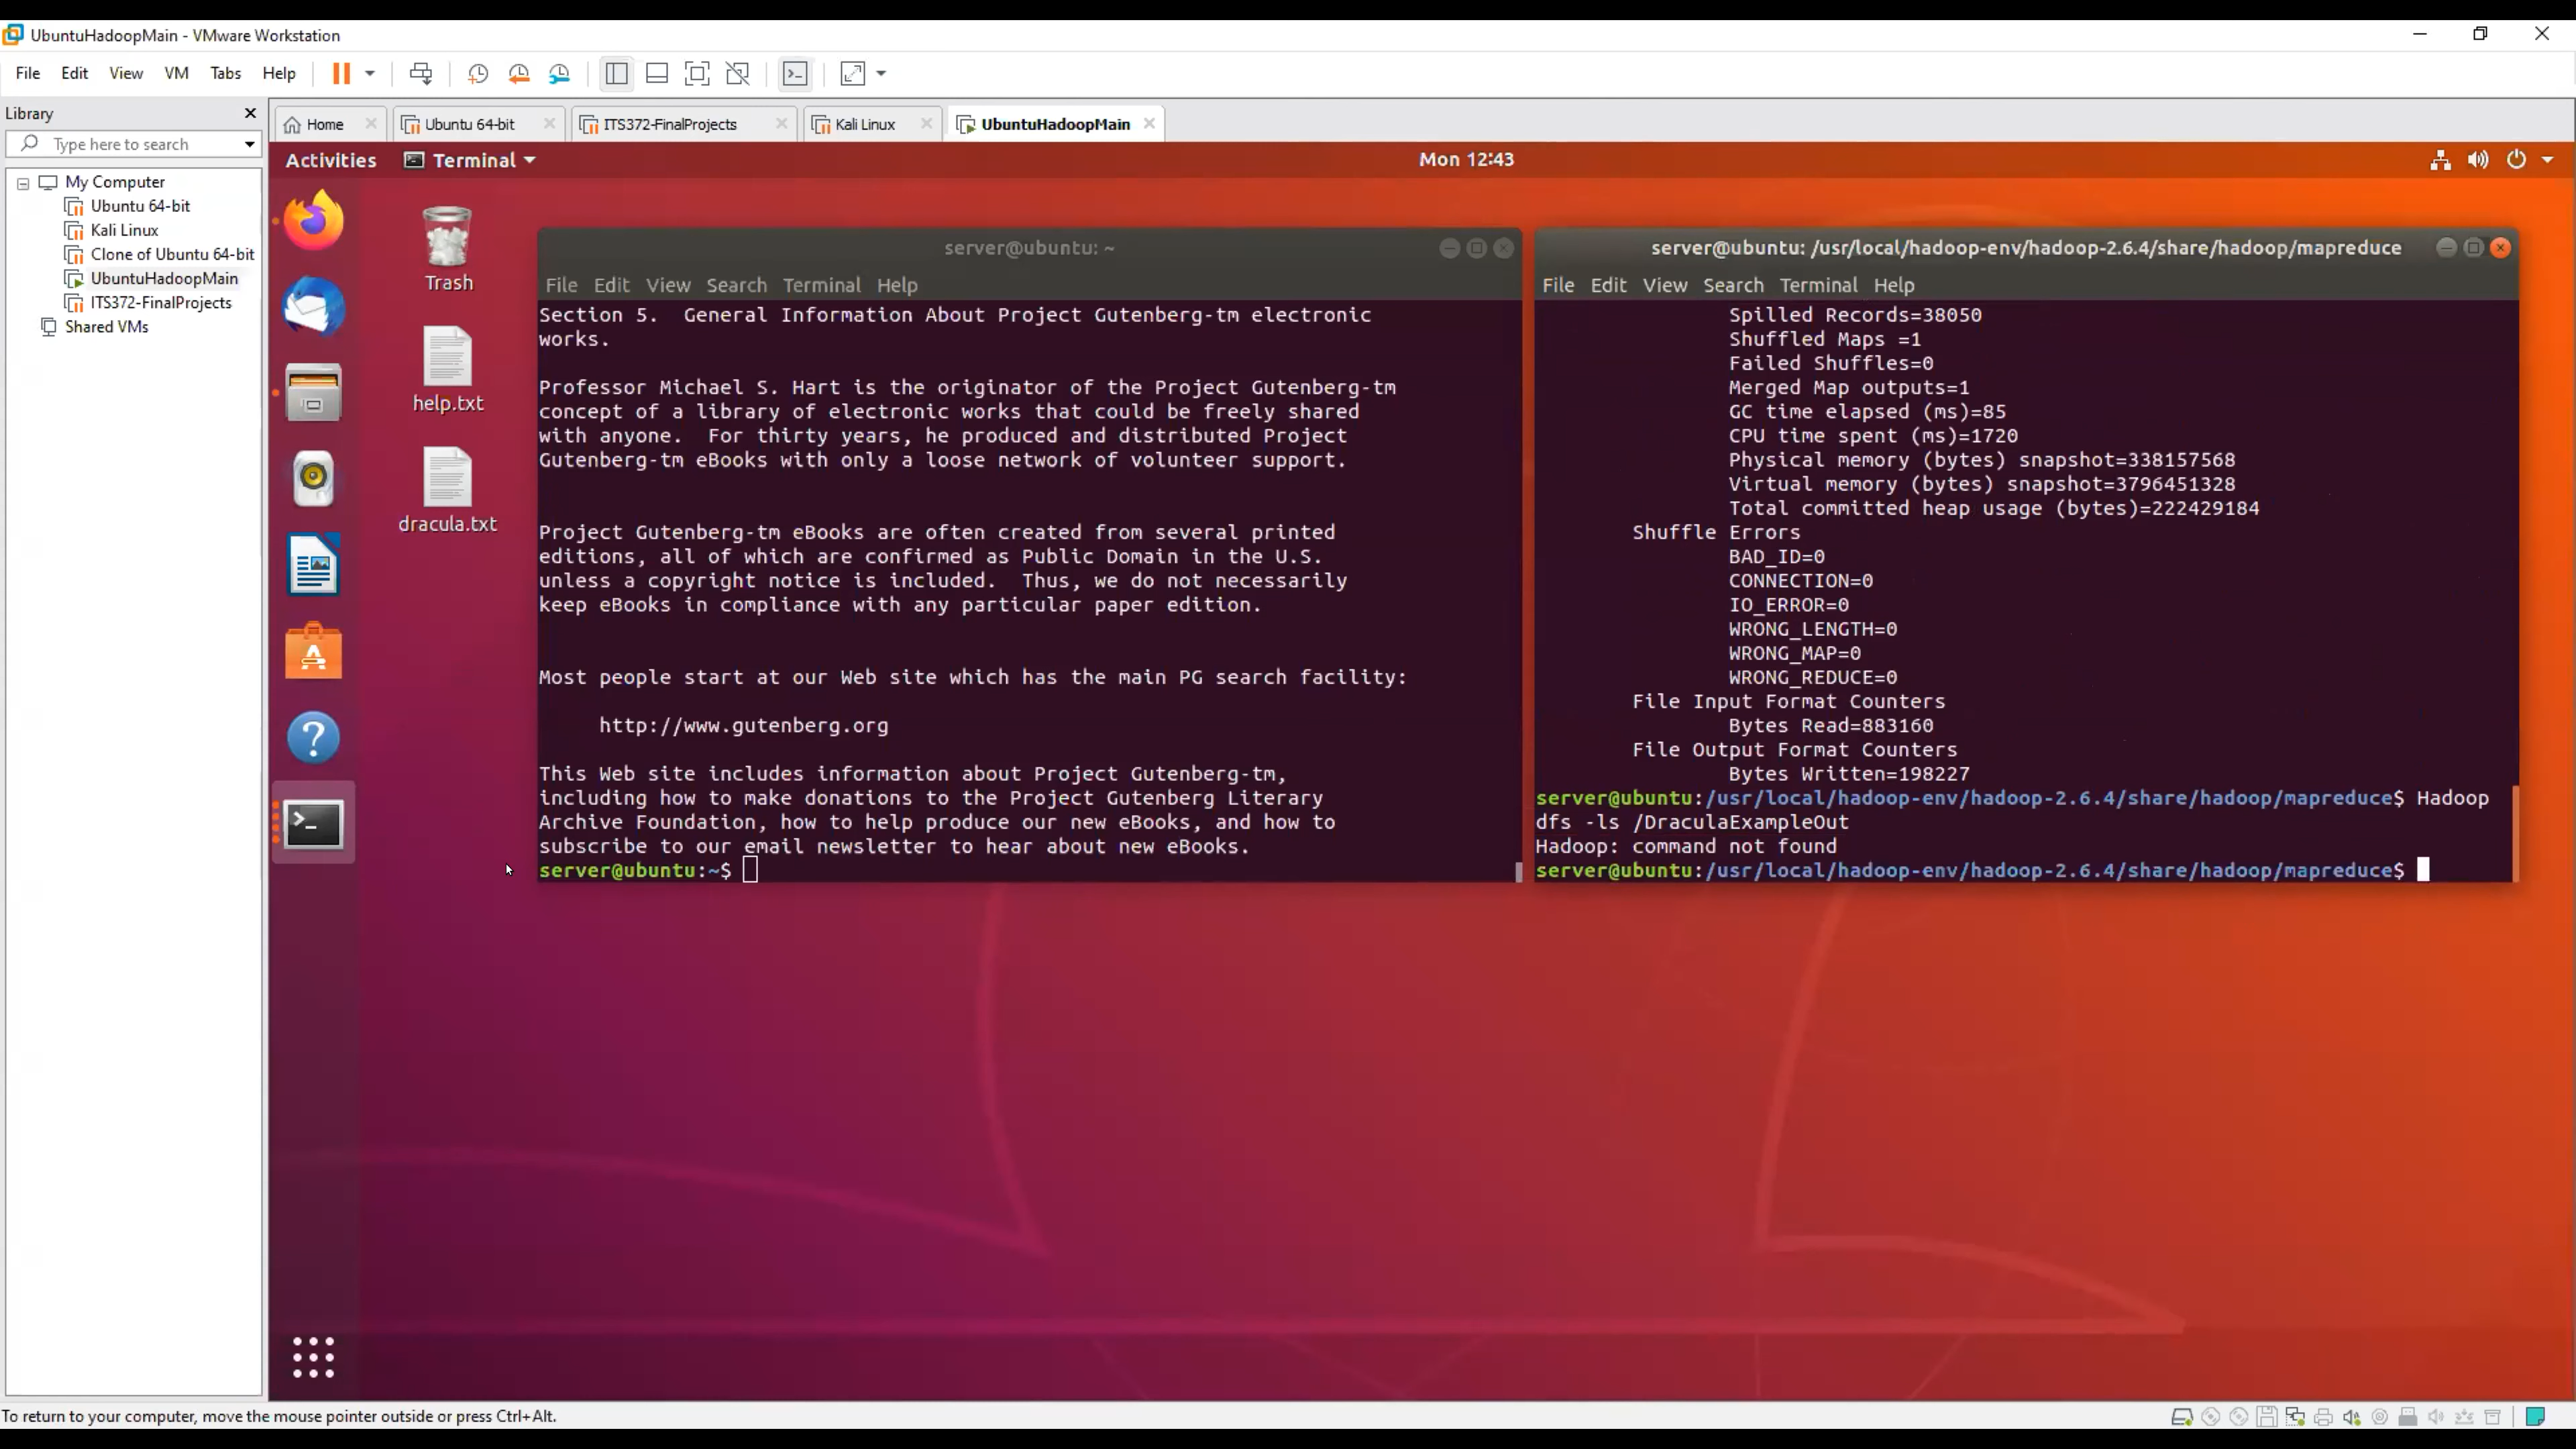 UbuntuHadoopMain - VMware Workstation
File Edit View VM Tabs Help
Library
Home
Ubuntu 64-bit
ITS372-FinalProjects
Kali Linux
UbuntuHadoopMain
Type here to search
My Computer
Ubuntu 64-bit
Kali Linux
Clone of Ubuntu 64-bit
UbuntuHadoopMain
ITS372-FinalProjects
Shared VMs
Activities
Terminal
Mon 12:43
Trash
help.txt
dracula.txt
server@ubuntu: ~
File Edit View Search Terminal Help
Section 5.  General Information About Project Gutenberg-tm electronic
works.
Professor Michael S. Hart is the originator of the Project Gutenberg-tm
concept of a library of electronic works that could be freely shared
with anyone.  For thirty years, he produced and distributed Project
Gutenberg-tm eBooks with only a loose network of volunteer support.
Project Gutenberg-tm eBooks are often created from several printed
editions, all of which are confirmed as Public Domain in the U.S.
unless a copyright notice is included.  Thus, we do not necessarily
keep eBooks in compliance with any particular paper edition.
Most people start at our Web site which has the main PG search facility:
http://www.gutenberg.org
This Web site includes information about Project Gutenberg-tm,
including how to make donations to the Project Gutenberg Literary
Archive Foundation, how to help produce our new eBooks, and how to
subscribe to our email newsletter to hear about new eBooks.
server@ubuntu:~$
server@ubuntu: /usr/local/hadoop-env/hadoop-2.6.4/share/hadoop/mapreduce
File Edit View Search Terminal Help
Spilled Records=38050
Shuffled Maps =1
Failed Shuffles=0
Merged Map outputs=1
GC time elapsed (ms)=85
CPU time spent (ms)=1720
Physical memory (bytes) snapshot=338157568
Virtual memory (bytes) snapshot=3796451328
Total committed heap usage (bytes)=222429184
Shuffle Errors
BAD_ID=0
CONNECTION=0
IO_ERROR=0
WRONG_LENGTH=0
WRONG_MAP=0
WRONG_REDUCE=0
File Input Format Counters
Bytes Read=883160
File Output Format Counters
Bytes Written=198227
server@ubuntu:/usr/local/hadoop-env/hadoop-2.6.4/share/hadoop/mapreduce$ Hadoop
dfs -ls /DraculaExampleOut
Hadoop: command not found
server@ubuntu:/usr/local/hadoop-env/hadoop-2.6.4/share/hadoop/mapreduce$
To return to your computer, move the mouse pointer outside or press Ctrl+Alt.